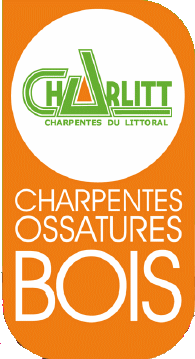 CHARLITT
CHARPENTES DU LITTORAL
CHARPENTES
OSSATURES
BOIS